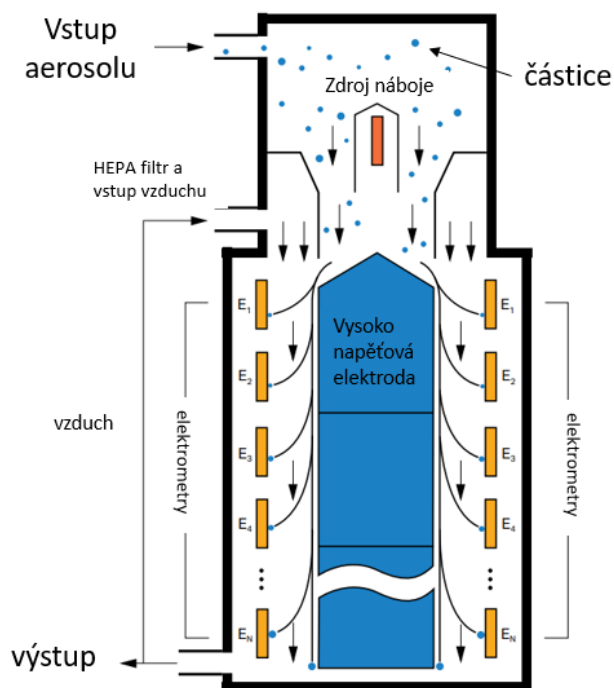 Vstup
aerosolu
částice
Zdroj náboje
HEPA filtr a
vstup vzduchu
E1
E1
Vysoko
napěťová
elektroda
E2
E2
elektrometry
vzduch
elektrometry
E3
E3
E4
E4
EN
EN
výstup